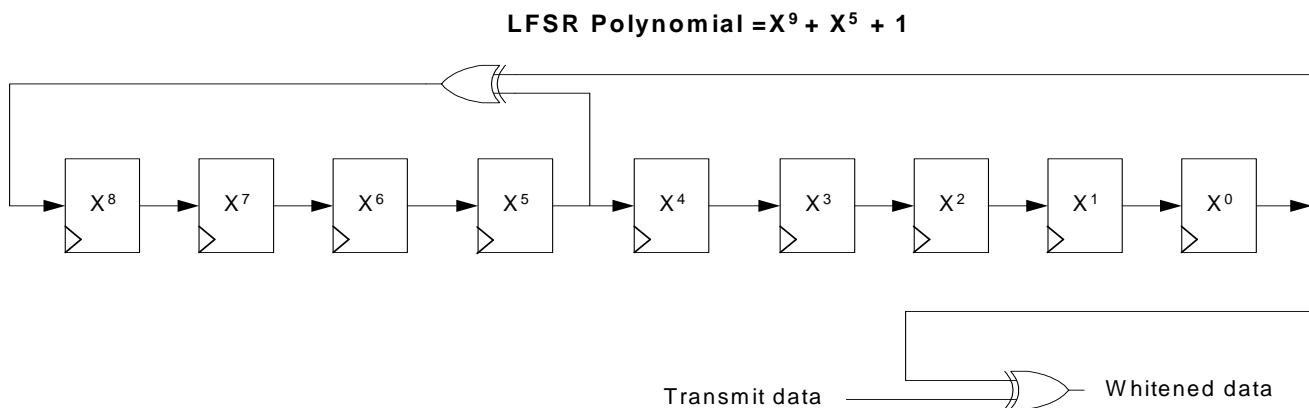 LFSR Polynomial =X⁹ + X⁵ + 1
X⁸ X⁷ X⁶ X⁵ X⁴ X³ X² X¹ X⁰
Transmit data Whitened data